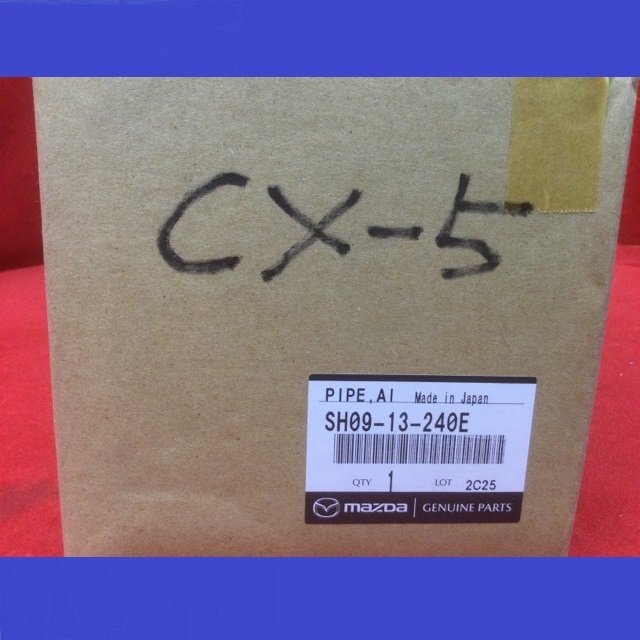 CX-5
PIPE,AI Made in Japan
SH09-13-240E
QTY 1 LOT 2C25
mazda GENUINE PARTS